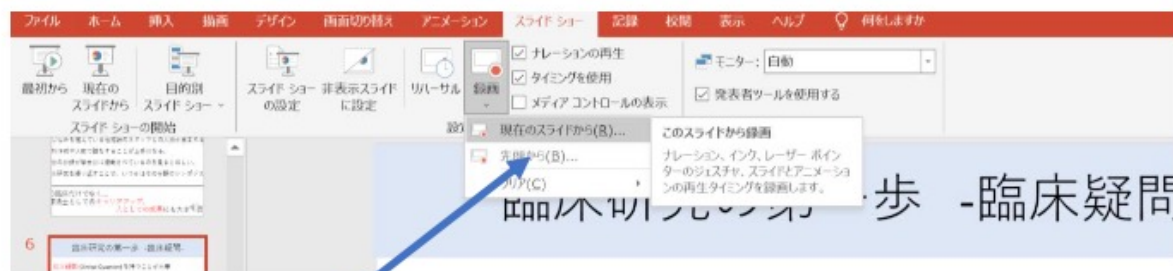 ファイル ホーム 挿入 描画 デザイン 画面切り替え アニメーション スライド ショー 記録 校閲 表示 ヘルプ 何をしますか
最初から 現在の スライドから 目的別 スライド ショー
スライド ショー の設定 非表示スライド に設定 リハーサル 録画
ナレーションの再生
タイミングを使用
メディア コントロールの表示
モニター: 自動
発表者ツールを使用する
スライド ショーの開始
現在のスライドから(R)...
先頭から(B)...
クリア(C)
このスライドから録画
ナレーション、インク、レーザー ポイン
ターのジェスチャ、スライドとアニメーショ
ンの再生タイミングを録画します。
臨床研究の第一歩 -臨床疑問
6
臨床研究の第一歩 -臨床疑問-